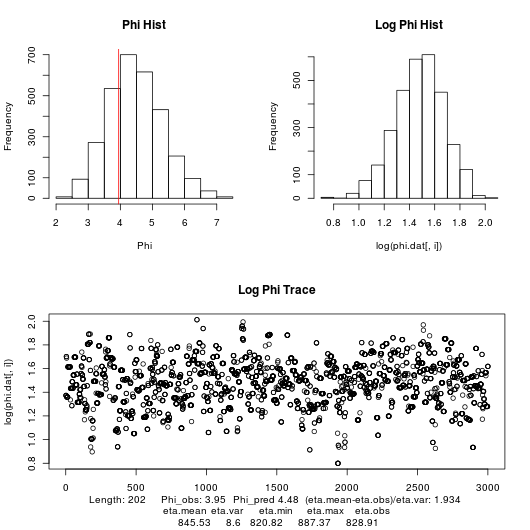 Phi Hist
Log Phi Hist
Frequency
0 100 300 500 700
2 3 4 5 6 7
Phi
Frequency
0 100 300 500
0.8 1.0 1.2 1.4 1.6 1.8 2.0
log(phi.dat[, i])
Log Phi Trace
log(phi.dat[, i])
0.8 1.0 1.2 1.4 1.6 1.8 2.0
0 500 1000 1500 2000 2500 3000
Length: 202 Phi_obs: 3.95 Phi_pred 4.48 (eta.mean-eta.obs)/eta.var: 1.934
eta.mean eta.var eta.min eta.max eta.obs
845.53 8.6 820.82 887.37 828.91